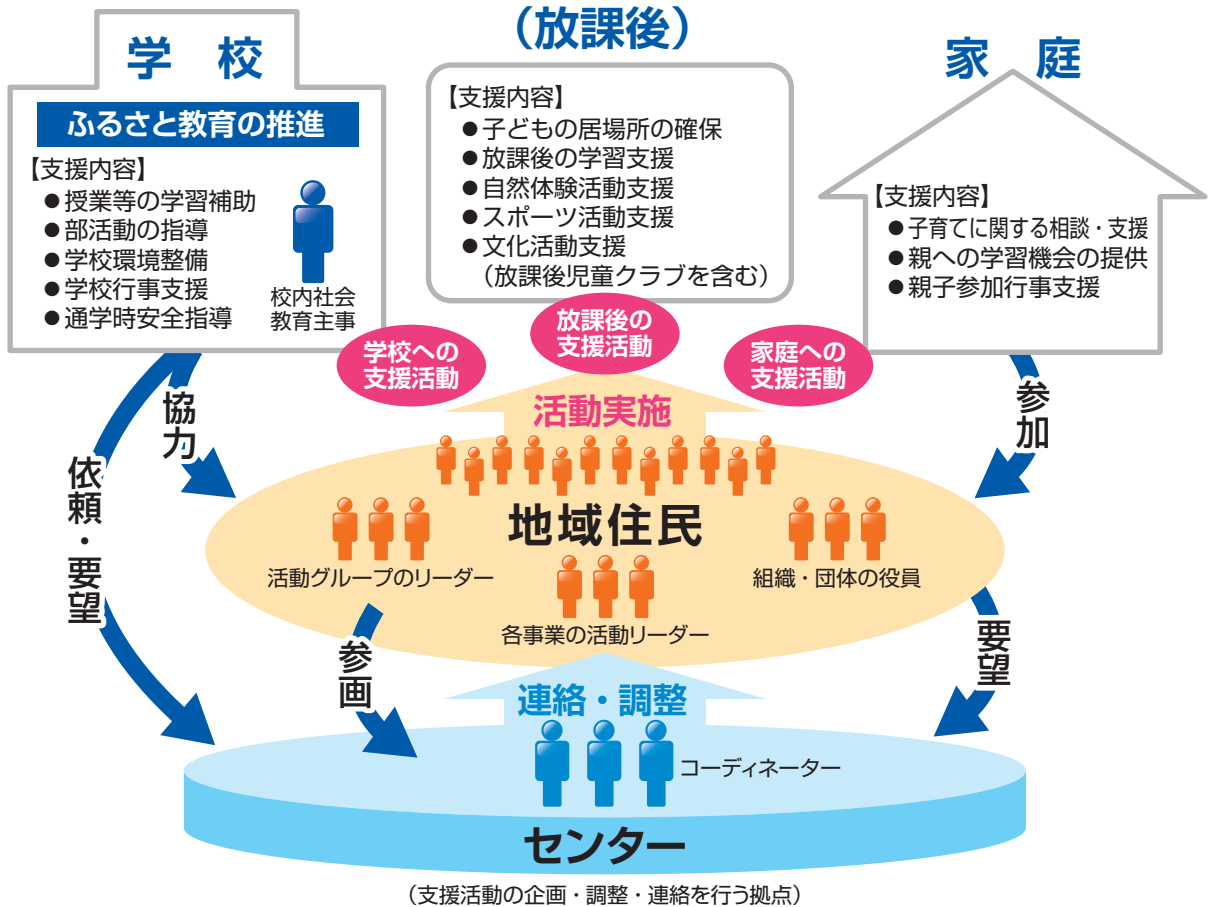 学 校
ふるさと教育の推進
【支援内容】
●授業等の学習補助
●部活動の指導
●学校環境整備
●学校行事支援
●通学時安全指導
校内社会
教育主事
（放課後）
【支援内容】
●子どもの居場所の確保
●放課後の学習支援
●自然体験活動支援
●スポーツ活動支援
●文化活動支援
（放課後児童クラブを含む）
家 庭
【支援内容】
●子育てに関する相談・支援
●親への学習機会の提供
●親子参加行事支援
学校への
支援活動
放課後の
支援活動
家庭への
支援活動
活動実施
協力
依頼・要望
参加
地域住民
活動グループのリーダー
組織・団体の役員
各事業の活動リーダー
参画
要望
連絡・調整
コーディネーター
センター
（支援活動の企画・調整・連絡を行う拠点）